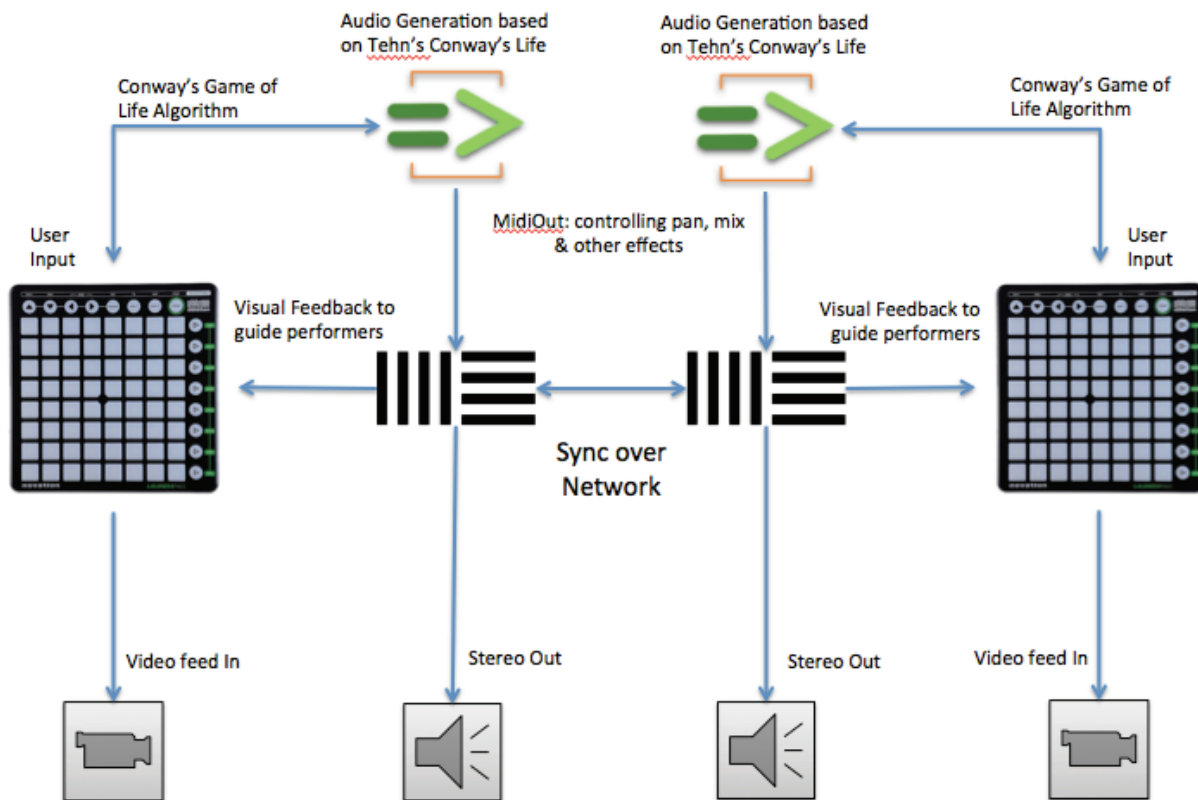 Audio Generation based
on Tehn's Conway's Life
Audio Generation based
on Tehn's Conway's Life
Conway's Game of
Life Algorithm
Conway's Game of
Life Algorithm
MidiOut: controlling pan, mix
& other effects
User
Input
User
Input
Visual Feedback to
guide performers
Visual Feedback to
guide performers
Sync over
Network
Video feed In
Stereo Out
Stereo Out
Video feed In
novation
novation